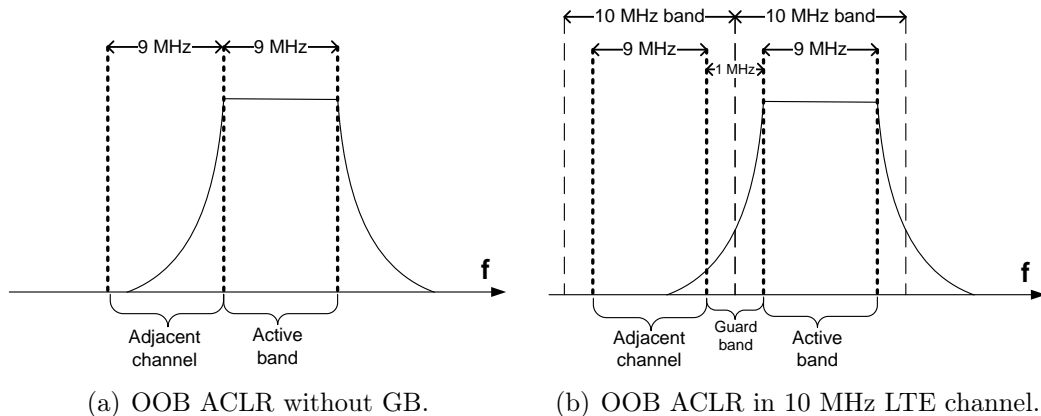 9 MHz
9 MHz
f
Adjacent
channel
Active
band
(a) OOB ACLR without GB.
10 MHz band
10 MHz band
9 MHz
9 MHz
1 MHz
f
Adjacent
channel
Guard
band
Active
band
(b) OOB ACLR in 10 MHz LTE channel.